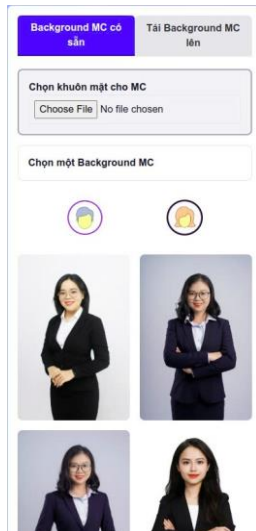 Background MC có
sẵn
Tải Background MC
lên
Chọn khuôn mặt cho MC
Choose File No file chosen
Chọn một Background MC